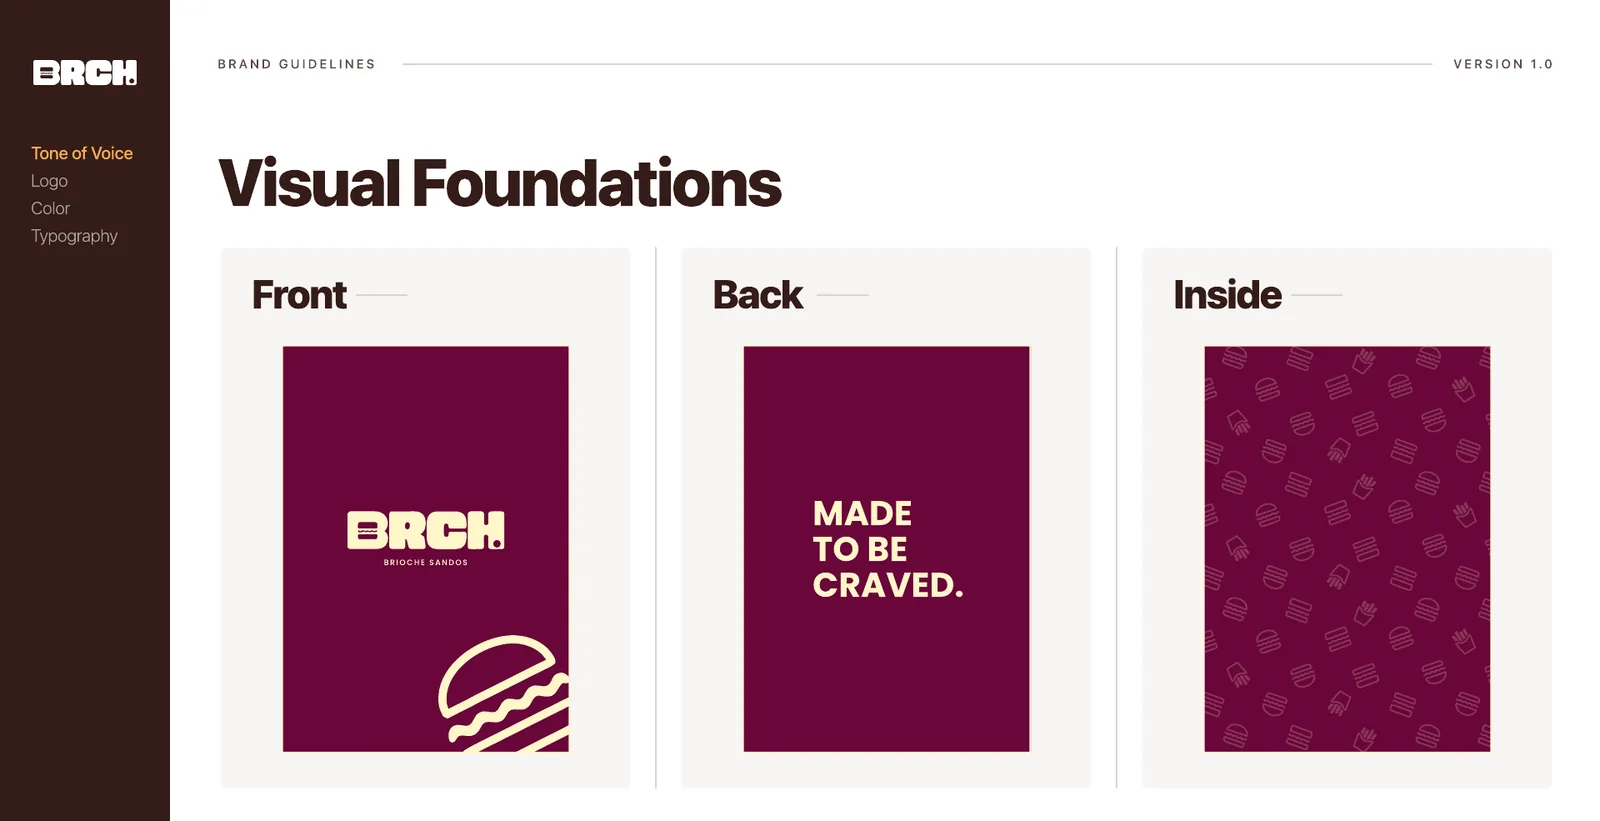 BRCH.
Tone of Voice
Logo
Color
Typography
BRAND GUIDELINES
VERSION 1.0
Visual Foundations
Front
BRCH.
BRIOCHE SANDOS
Back
MADE
TO BE
CRAVED.
Inside